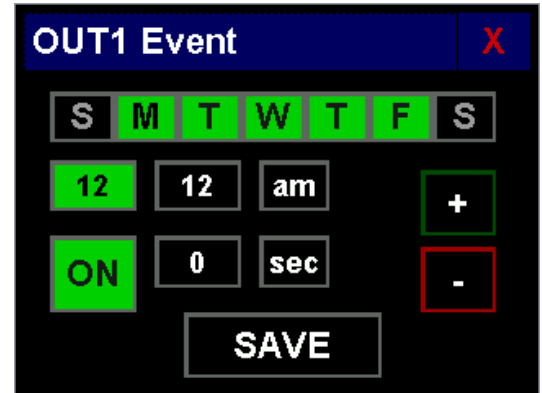 OUT1 Event X
S M T W T F S
12 12 am +
ON 0 sec -
SAVE